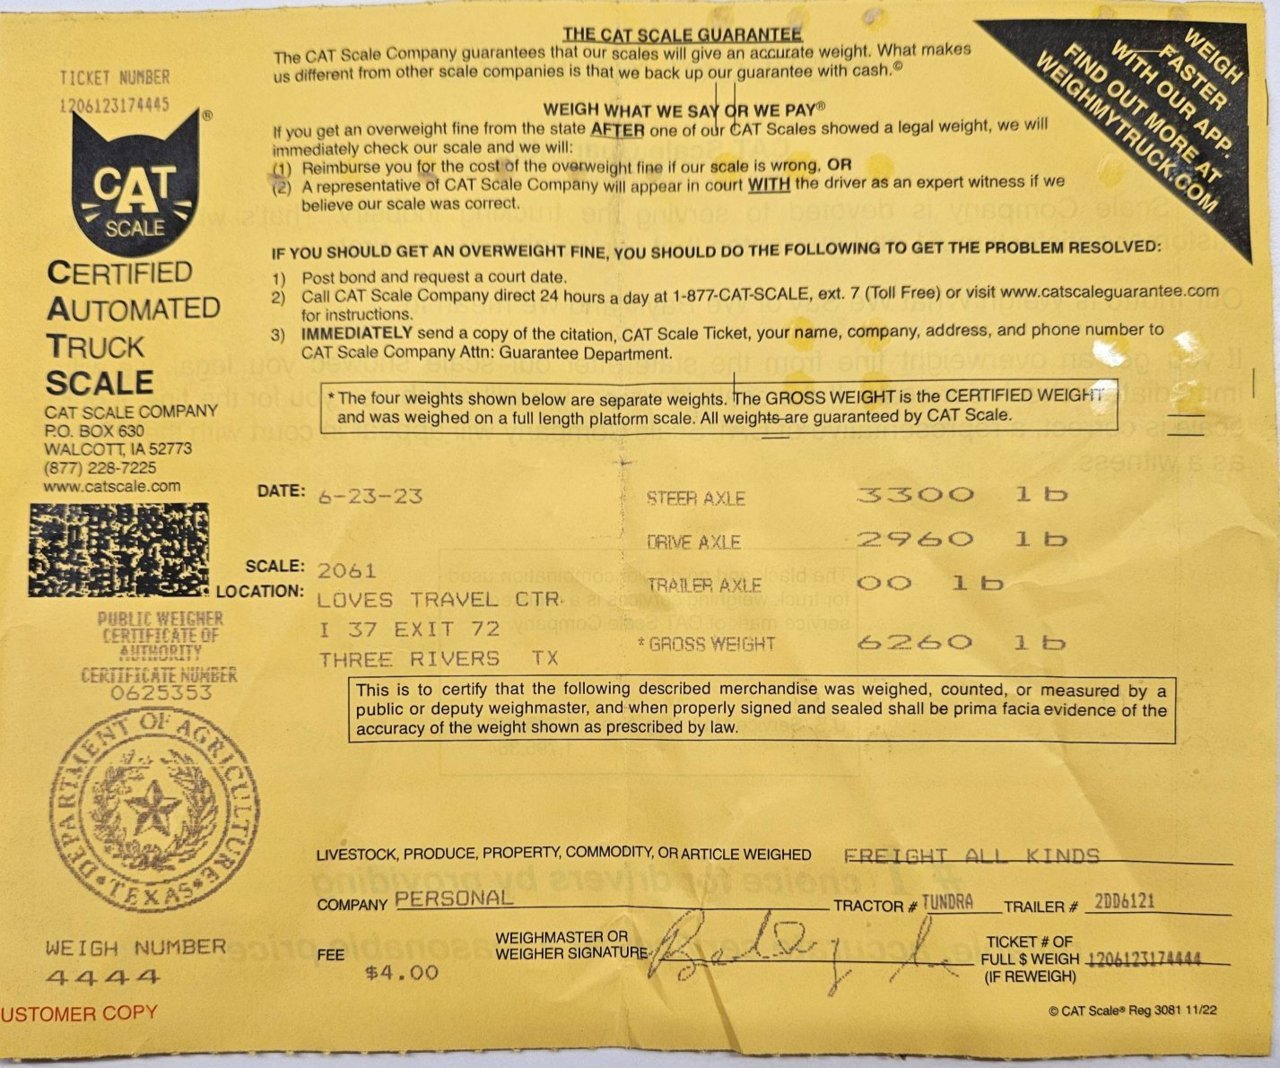 TICKET NUMBER
1206123174445
CAT
SCALE
®
CERTIFIED
AUTOMATED
TRUCK
SCALE
CAT SCALE COMPANY
P.O. BOX 630
WALCOTT, IA 52773
(877) 228-7225
www.catscale.com
THE CAT SCALE GUARANTEE
The CAT Scale Company guarantees that our scales will give an accurate weight. What makes
us different from other scale companies is that we back up our guarantee with cash.©
WEIGH WHAT WE SAY OR WE PAY®
If you get an overweight fine from the state AFTER one of our CAT Scales showed a legal weight, we will
immediately check our scale and we will:
(1) Reimburse you for the cost of the overweight fine if our scale is wrong, OR
(2) A representative of CAT Scale Company will appear in court WITH the driver as an expert witness if we
believe our scale was correct.
WEIGH
FASTER
WITH OUR APP.
FIND OUT MORE AT
WEIGHMYTRUCK.COM
IF YOU SHOULD GET AN OVERWEIGHT FINE, YOU SHOULD DO THE FOLLOWING TO GET THE PROBLEM RESOLVED:
1) Post bond and request a court date.
2) Call CAT Scale Company direct 24 hours a day at 1-877-CAT-SCALE, ext. 7 (Toll Free) or visit www.catscaleguarantee.com
for instructions.
3) IMMEDIATELY send a copy of the citation, CAT Scale Ticket, your name, company, address, and phone number to
CAT Scale Company Attn: Guarantee Department.
* The four weights shown below are separate weights. The GROSS WEIGHT is the CERTIFIED WEIGHT
and was weighed on a full length platform scale. All weights are guaranteed by CAT Scale.
DATE: 6-23-23
STEER AXLE 3300 lb
DRIVE AXLE 2960 lb
SCALE: 2061
TRAILER AXLE 00 lb
LOCATION: LOVES TRAVEL CTR
I 37 EXIT 72
* GROSS WEIGHT 6260 lb
THREE RIVERS TX
PUBLIC WEIGHER
CERTIFICATE OF
AUTHORITY
CERTIFICATE NUMBER
0625353
This is to certify that the following described merchandise was weighed, counted, or measured by a
public or deputy weighmaster, and when properly signed and sealed shall be prima facia evidence of the
accuracy of the weight shown as prescribed by law.
DEPARTMENT OF AGRICULTURE
TEXAS
LIVESTOCK, PRODUCE, PROPERTY, COMMODITY, OR ARTICLE WEIGHED FREIGHT ALL KINDS
COMPANY PERSONAL TRACTOR # TUNDRA TRAILER # 2DD6121
WEIGH NUMBER
4444
FEE $4.00
WEIGHMASTER OR
WEIGHER SIGNATURE
TICKET # OF
FULL $ WEIGH 1206123174444
(IF REWEIGH)
USTOMER COPY
© CAT Scale® Reg 3081 11/22